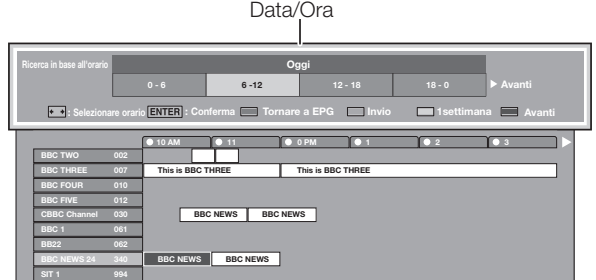 Data/Ora
Ricerca in base all'orario Oggi
0 - 6 6 -12 12 - 18 18 - 0 Avanti
: Selezionare orario ENTER : Conferma Tornare a EPG Invio 1settimana Avanti
10 AM 11 0 PM 1 2 3
BBC TWO 002
BBC THREE 007 This is BBC THREE This is BBC THREE
BBC FOUR 010
BBC FIVE 012
CBBC Channel 030 BBC NEWS BBC NEWS
BBC 1 061
BB22 062
BBC NEWS 24 340 BBC NEWS BBC NEWS
SIT 1 994